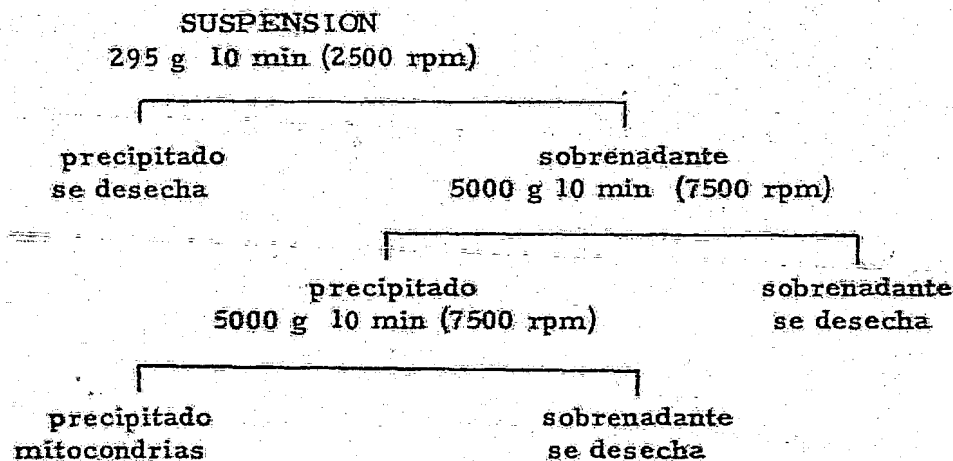 SUSPENSION
295 g 10 min (2500 rpm)
precipitado
se desecha
sobrenadante
5000 g 10 min (7500 rpm)
precipitado
5000 g 10 min (7500 rpm)
sobrenadante
se desecha
precipitado
mitocondrias
sobrenadante
se desecha